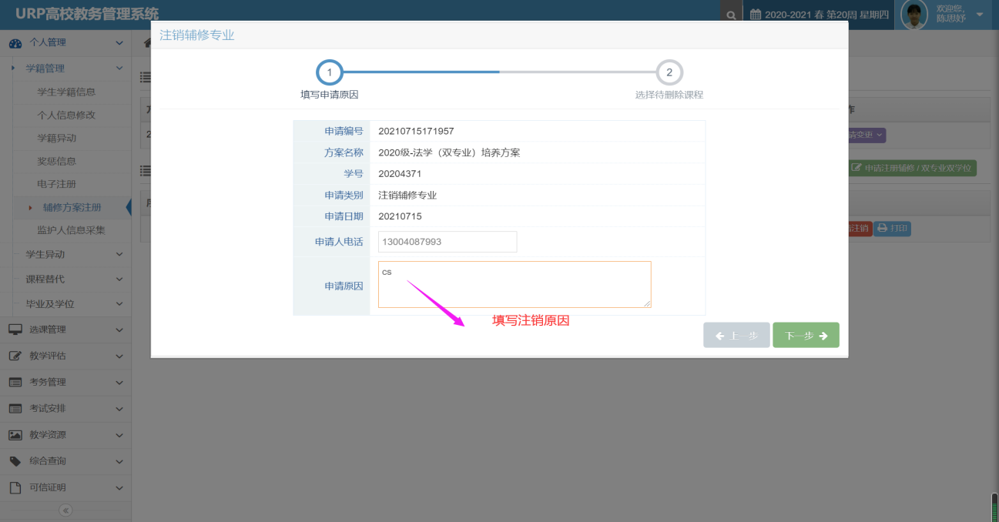 URP高校教务管理系统
2020-2021 春 第20周 星期四
欢迎您,
陈思妤
个人管理
学籍管理
学生学籍信息
个人信息修改
学籍异动
奖惩信息
电子注册
辅修方案注册
监护人信息采集
学生异动
课程替代
毕业及学位
选课管理
教学评估
考务管理
考试安排
教学资源
综合查询
可信证明
注销辅修专业
1
2
填写申请原因
选择待删除课程
申请编号 20210715171957
方案名称 2020级-法学（双专业）培养方案
学号 20204371
申请类别 注销辅修专业
申请日期 20210715
申请人电话 13004087993
申请原因 cs
填写注销原因
上一步
下一步
请变更
申请注册辅修 / 双专业双学位
注销
打印